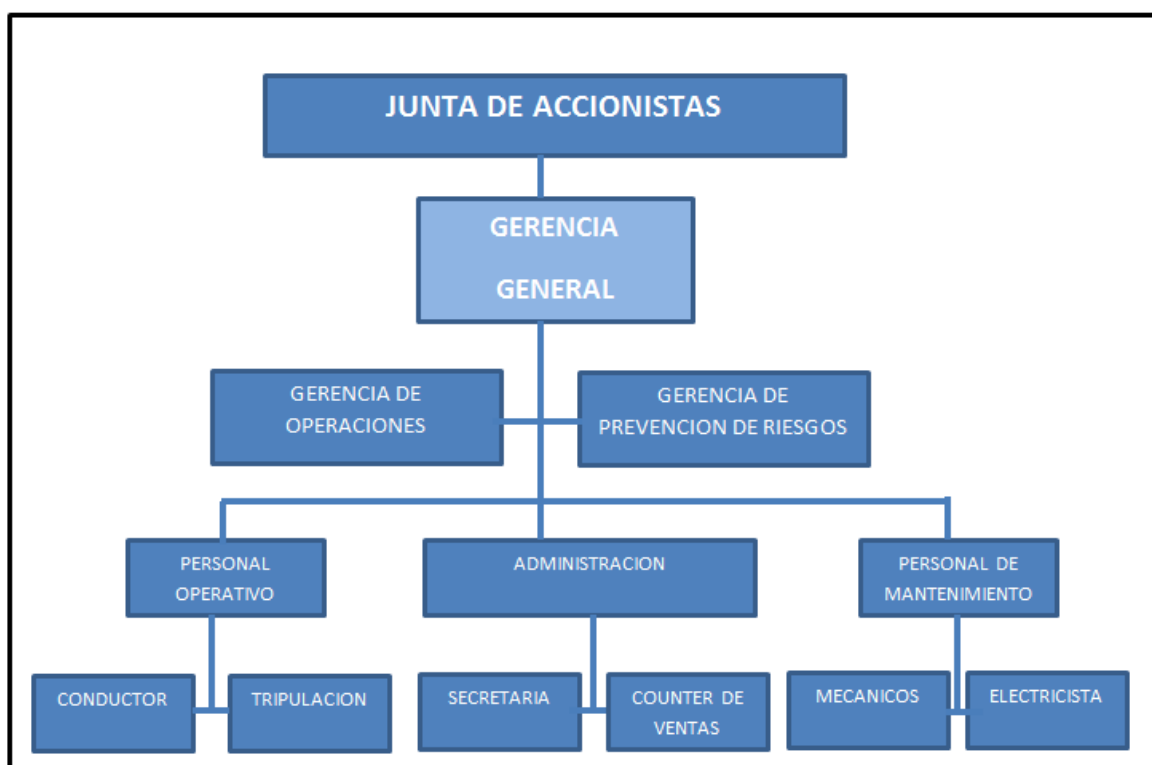 JUNTA DE ACCIONISTAS
GERENCIA
GENERAL
GERENCIA DE
OPERACIONES
GERENCIA DE
PREVENCION DE RIESGOS
PERSONAL
OPERATIVO
ADMINISTRACION
PERSONAL DE
MANTENIMIENTO
CONDUCTOR
TRIPULACION
SECRETARIA
COUNTER DE
VENTAS
MECANICOS
ELECTRICISTA